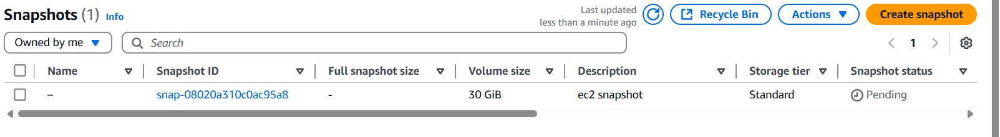 Snapshots (1) Info
Last updated
less than a minute ago
Recycle Bin
Actions
Create snapshot
Owned by me
Search
1
Name Snapshot ID Full snapshot size Volume size Description Storage tier Snapshot status
– snap-08020a310c0ac95a8 - 30 GiB ec2 snapshot Standard Pending